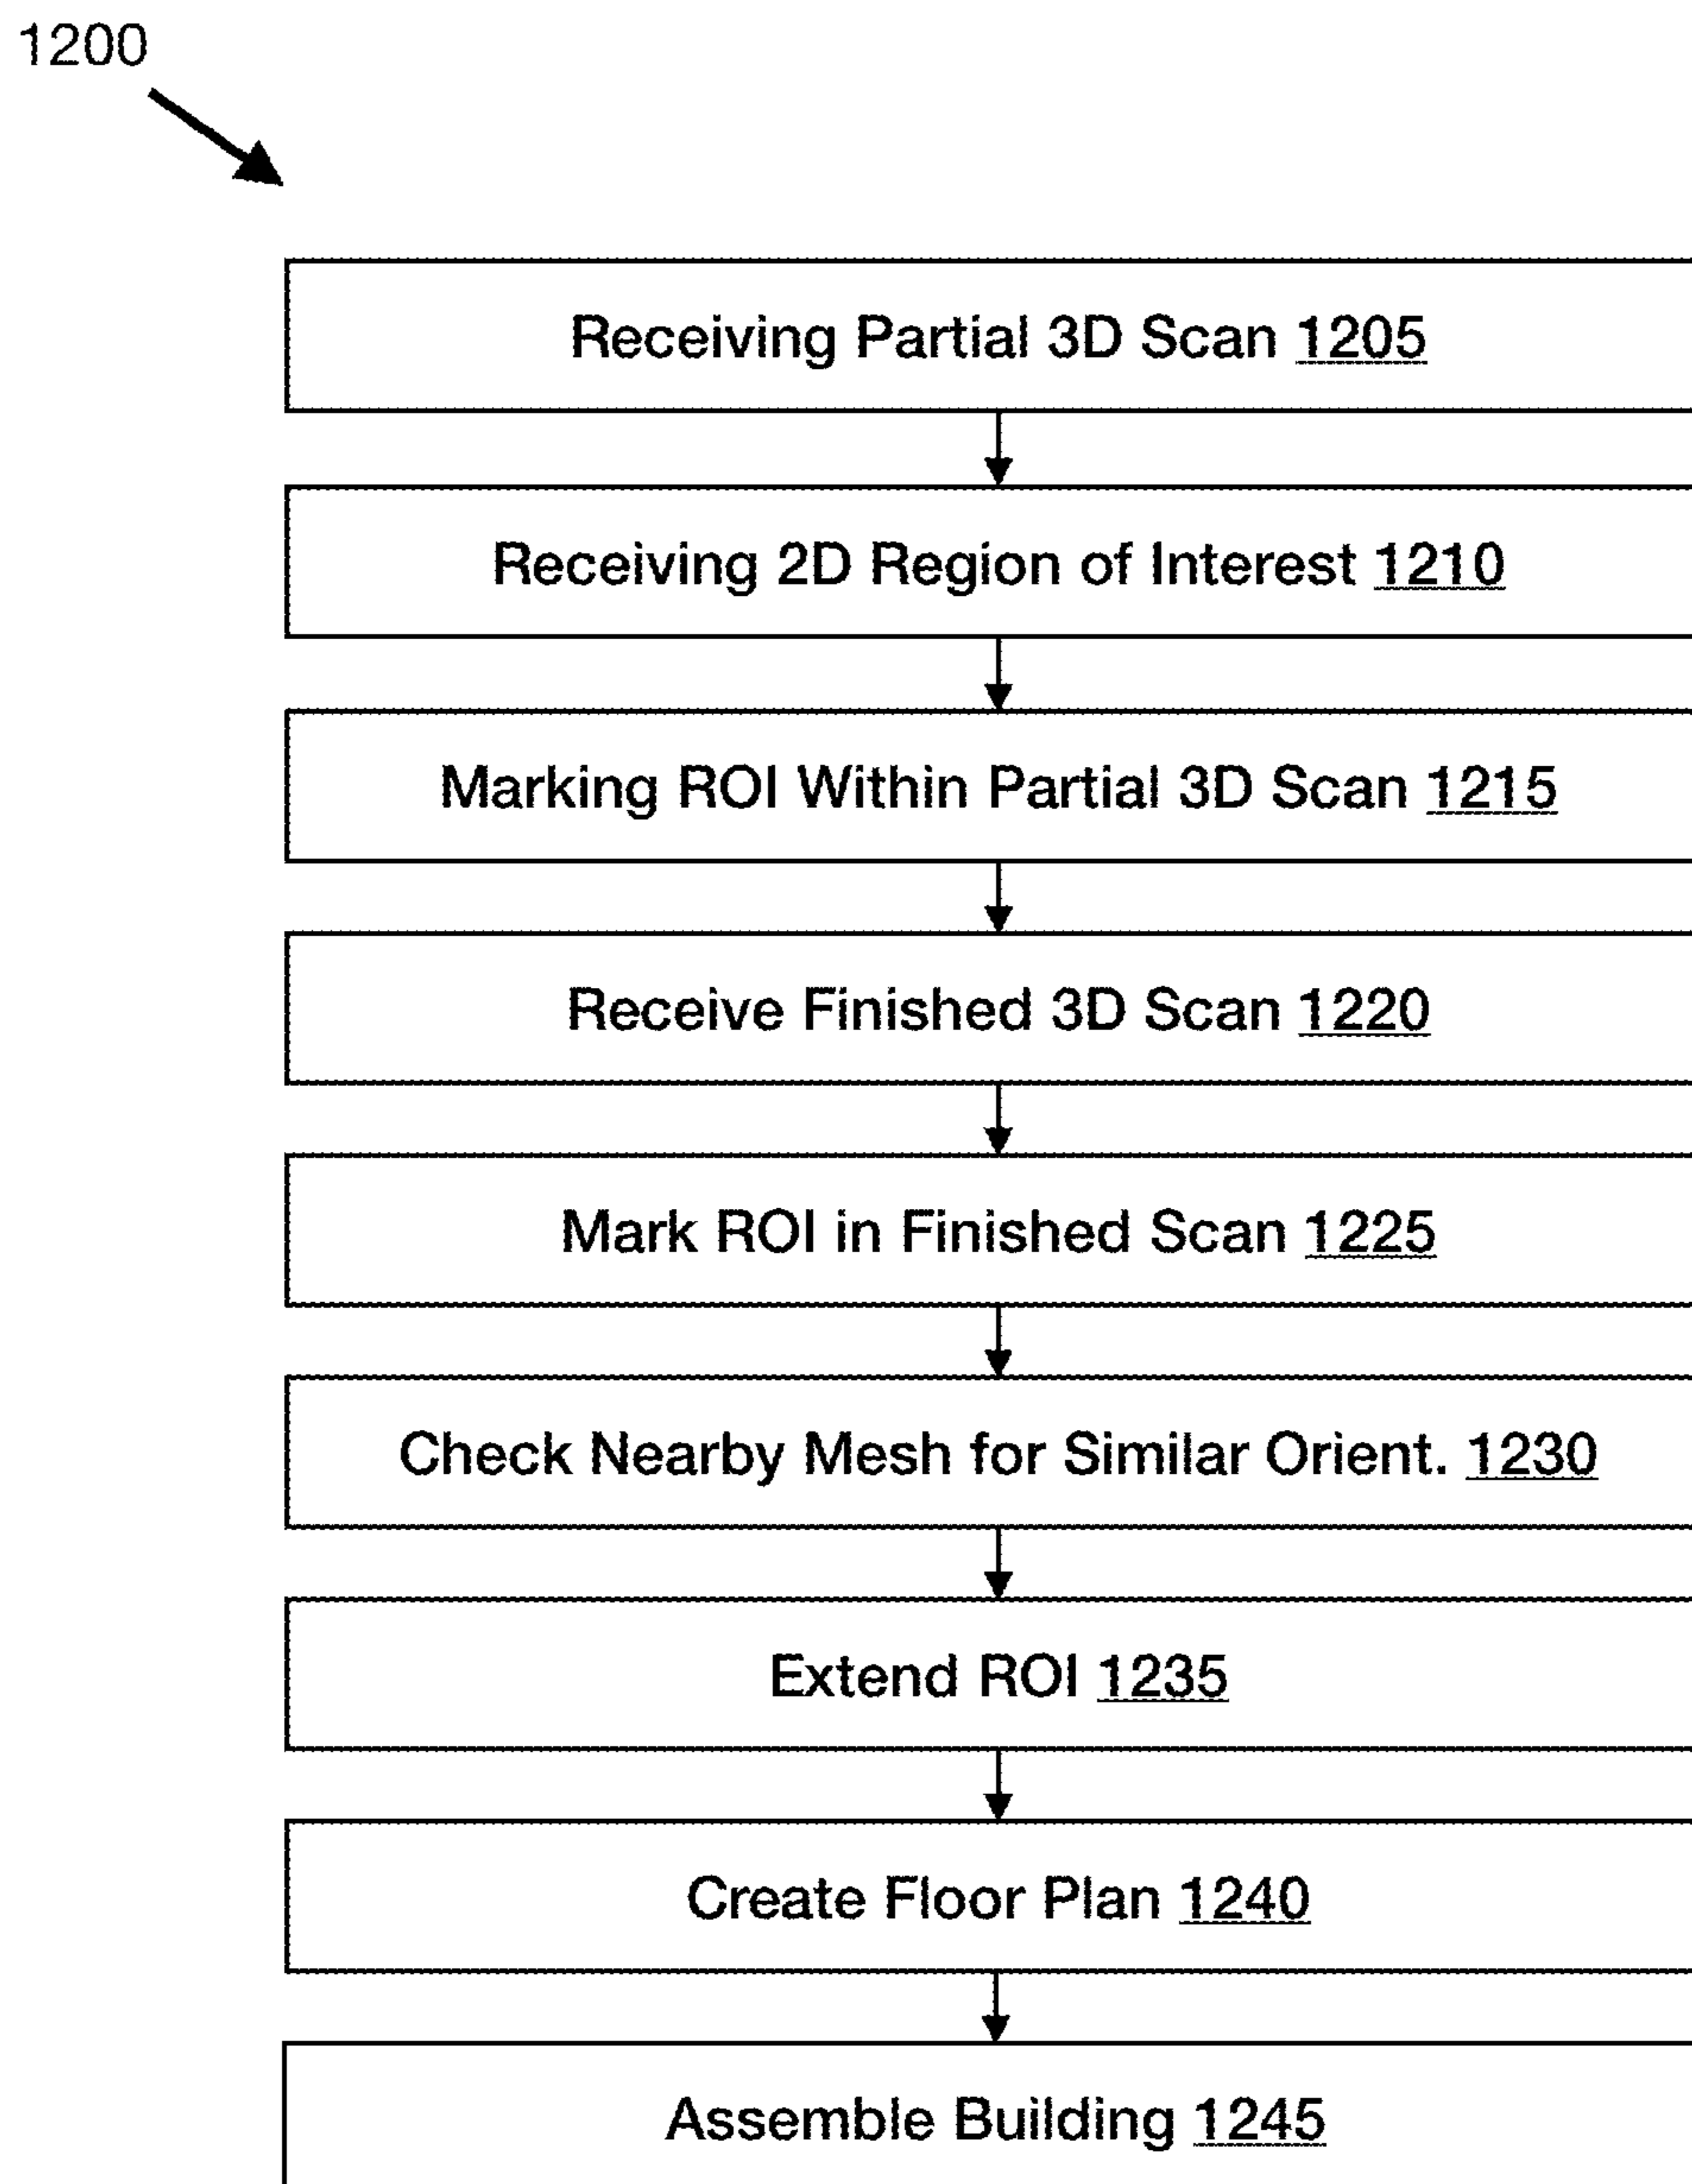 1200
Receiving Partial 3D Scan 1205
Receiving 2D Region of Interest 1210
Marking ROI Within Partial 3D Scan 1215
Receive Finished 3D Scan 1220
Mark ROI in Finished Scan 1225
Check Nearby Mesh for Similar Orient. 1230
Extend ROI 1235
Create Floor Plan 1240
Assemble Building 1245